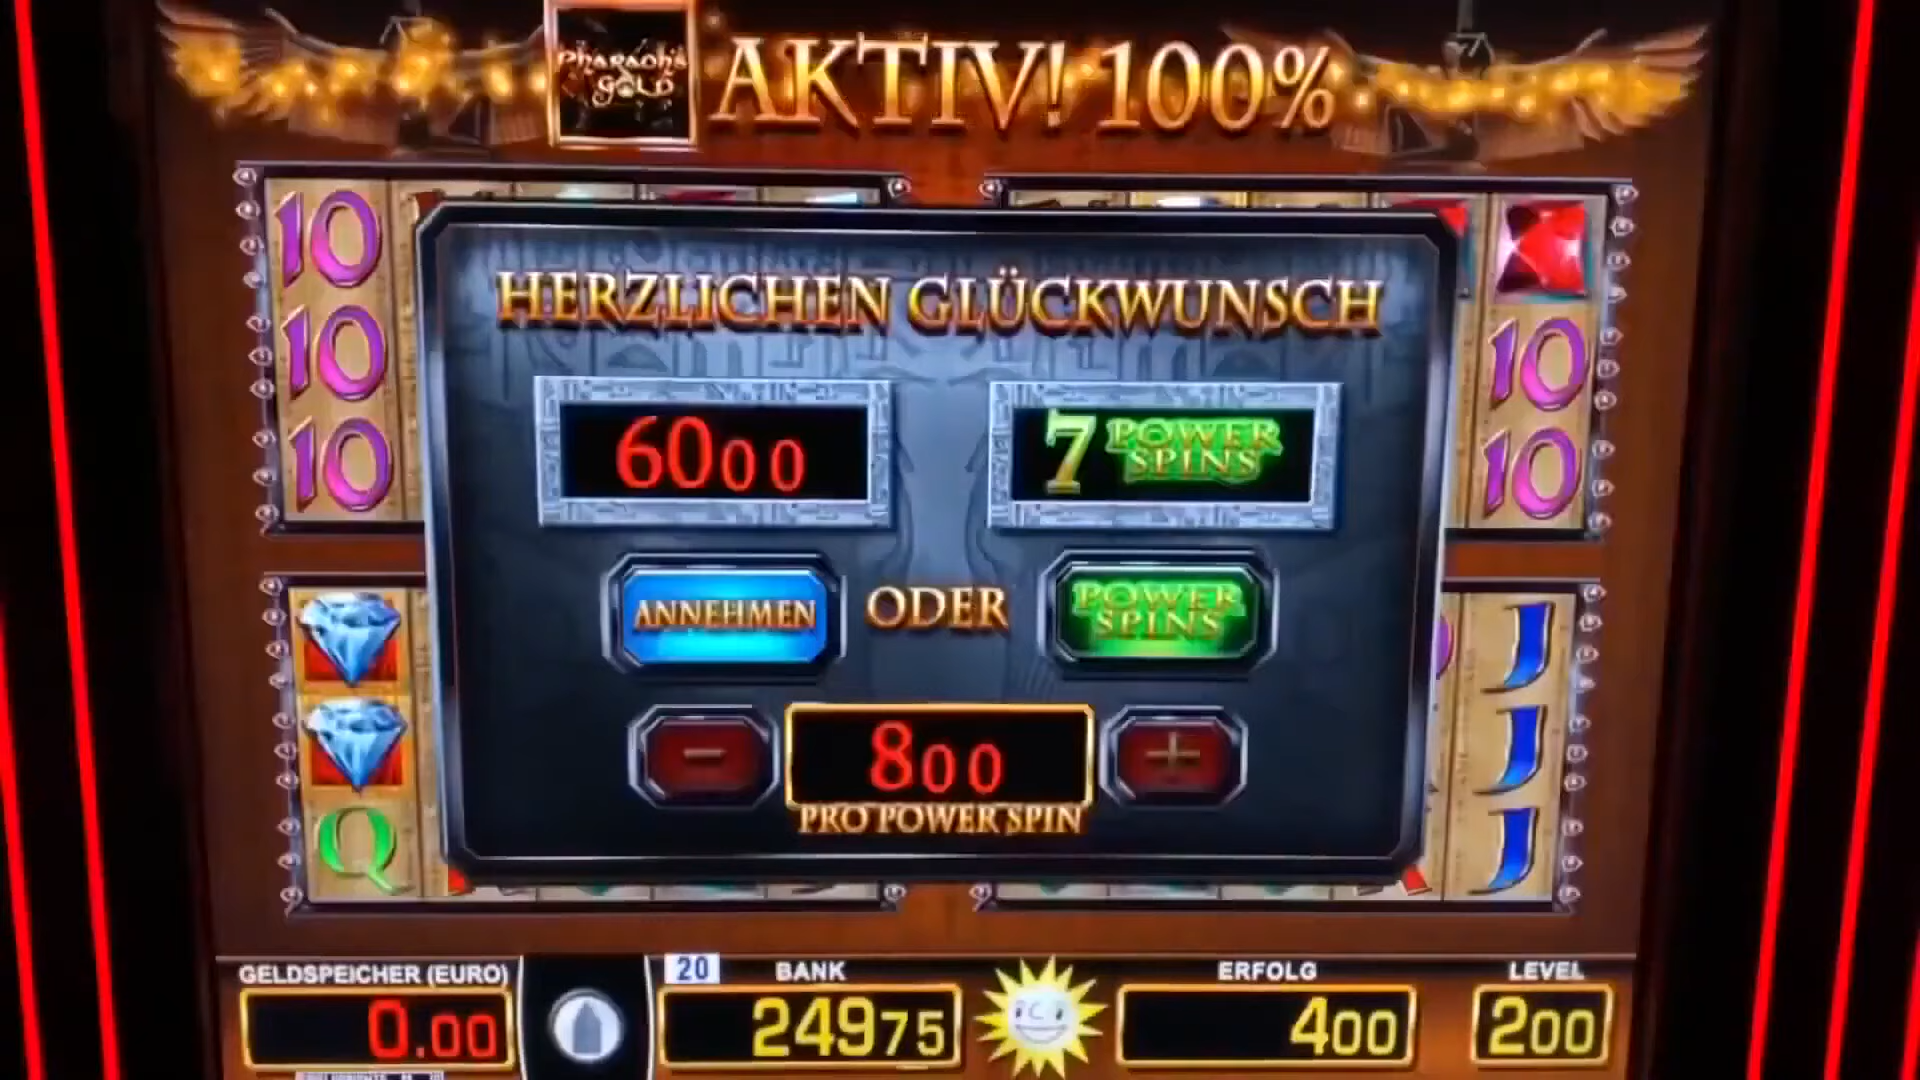 PHARAOH'S
GOLD
AKTIV! 100%
10
10
10
10
10
HERZLICHEN GLÜCKWUNSCH
6000
7 POWER
SPINS
ANNEHMEN
ODER
POWER
SPINS
-
800
+
PRO POWER SPIN
Q
J
J
J
GELDSPEICHER (EURO)
20
BANK
ERFOLG
LEVEL
0.00
24975
400
200